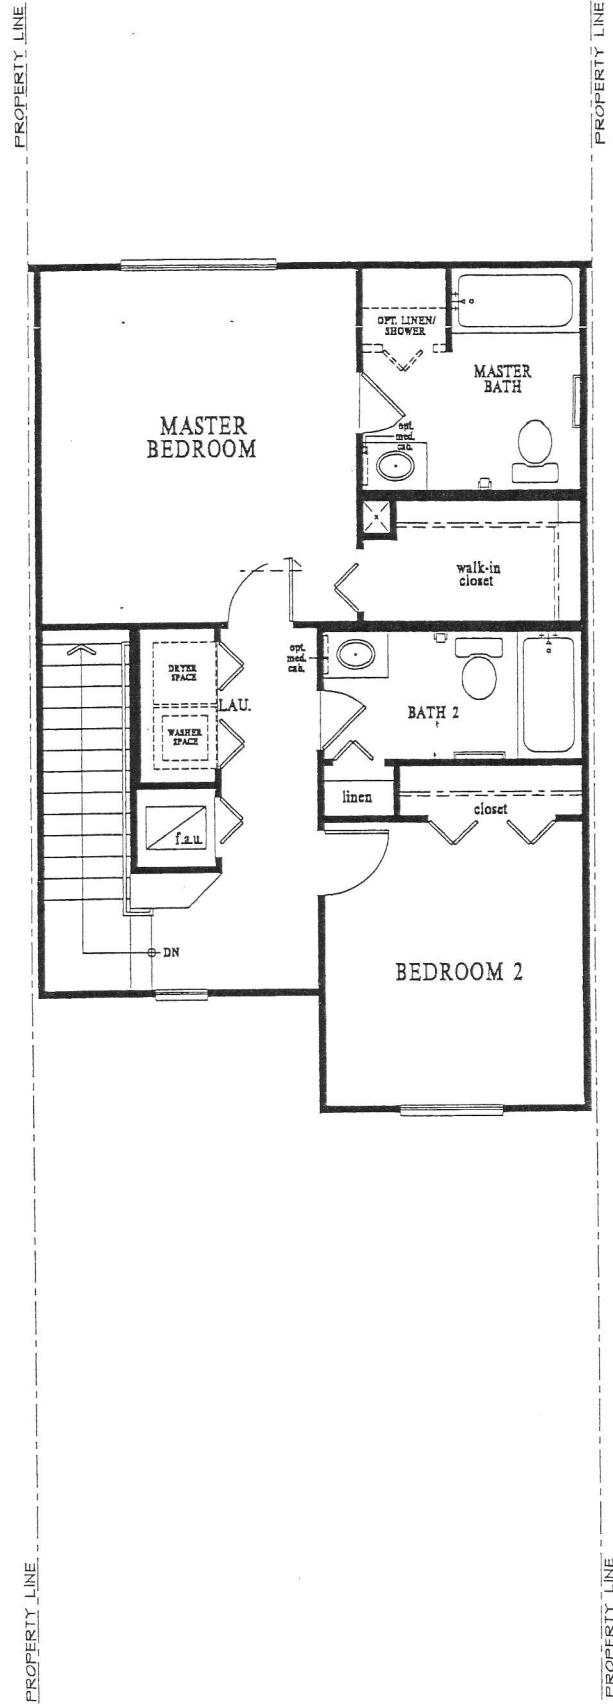 PROPERTY LINE
PROPERTY LINE
OPT. LINEN/
SHOWER
MASTER
BATH
MASTER
BEDROOM
opt.
med.
cab.
walk-in
closet
opt.
med.
cab.
DRYER
SPACE
LAU.
WASHER
SPACE
BATH 2
linen
closet
f.a.u.
DN
BEDROOM 2
PROPERTY LINE
PROPERTY LINE